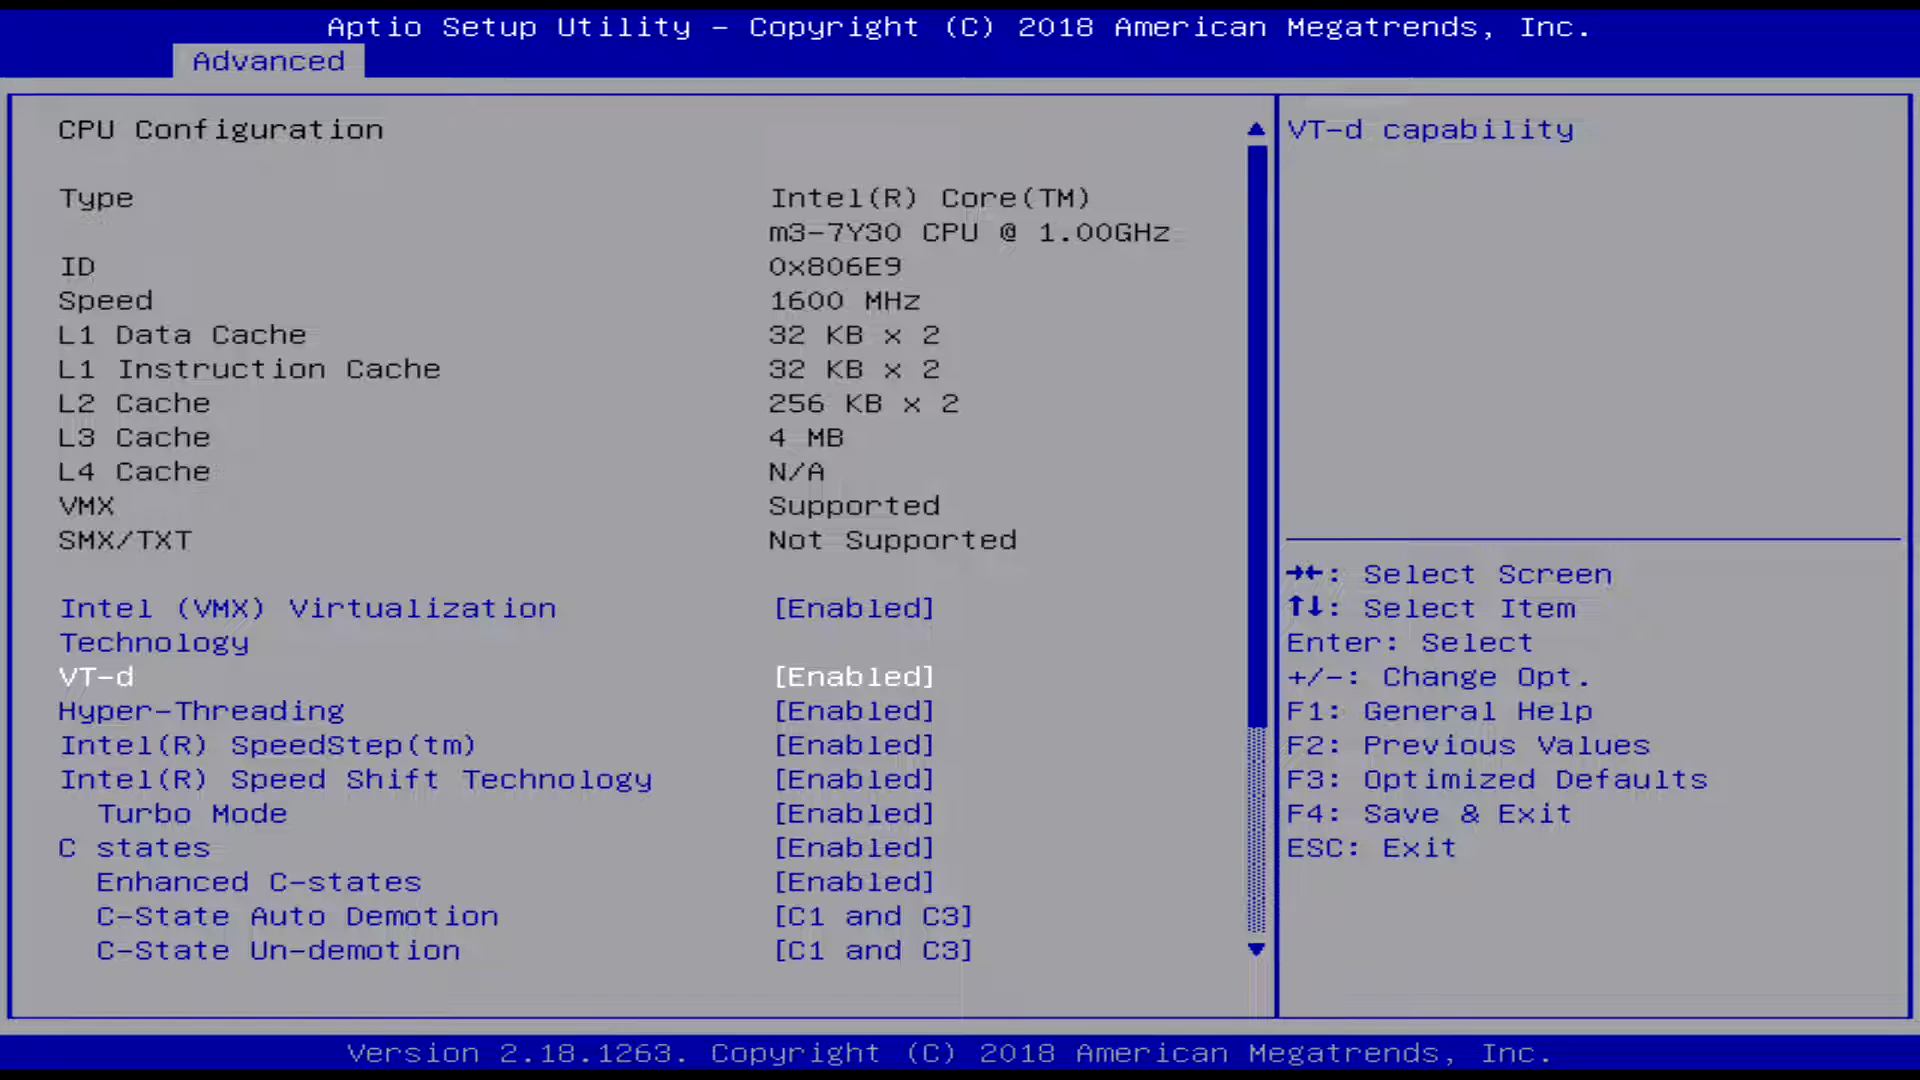 Aptio Setup Utility – Copyright (C) 2018 American Megatrends, Inc.
Advanced
CPU Configuration
Type Intel(R) Core(TM)
m3-7Y30 CPU @ 1.00GHz
ID 0x806E9
Speed 1600 MHz
L1 Data Cache 32 KB x 2
L1 Instruction Cache 32 KB x 2
L2 Cache 256 KB x 2
L3 Cache 4 MB
L4 Cache N/A
VMX Supported
SMX/TXT Not Supported
Intel (VMX) Virtualization [Enabled]
Technology
VT-d [Enabled]
Hyper-Threading [Enabled]
Intel(R) SpeedStep(tm) [Enabled]
Intel(R) Speed Shift Technology [Enabled]
Turbo Mode [Enabled]
C states [Enabled]
Enhanced C-states [Enabled]
C-State Auto Demotion [C1 and C3]
C-State Un-demotion [C1 and C3]
VT-d capability
→←: Select Screen
↑↓: Select Item
Enter: Select
+/-: Change Opt.
F1: General Help
F2: Previous Values
F3: Optimized Defaults
F4: Save & Exit
ESC: Exit
Version 2.18.1263. Copyright (C) 2018 American Megatrends, Inc.